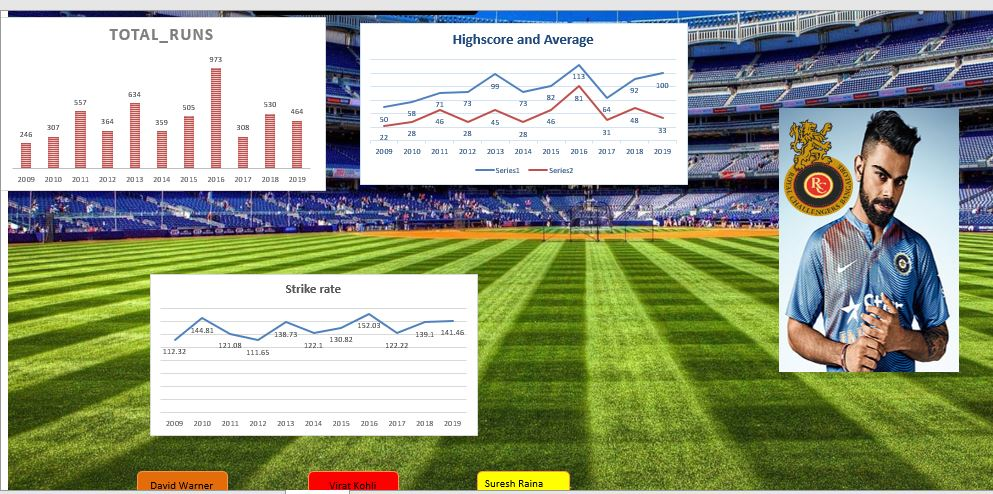 TOTAL_RUNS
973
634
557
530
505
464
364
359
307
308
246
2009 2010 2011 2012 2013 2014 2015 2016 2017 2018 2019
Highscore and Average
50 58 71 73 99 73 82 113 64 92 100
22 28 46 28 45 28 46 81 31 48 33
2009 2010 2011 2012 2013 2014 2015 2016 2017 2018 2019
Series1 Series2
ROYAL CHALLENGERS
RC
Strike rate
112.32 144.81 121.08 111.65 138.73 122.1 130.82 152.03 122.22 139.1 141.46
2009 2010 2011 2012 2013 2014 2015 2016 2017 2018 2019
David Warner Virat Kohli Suresh Raina